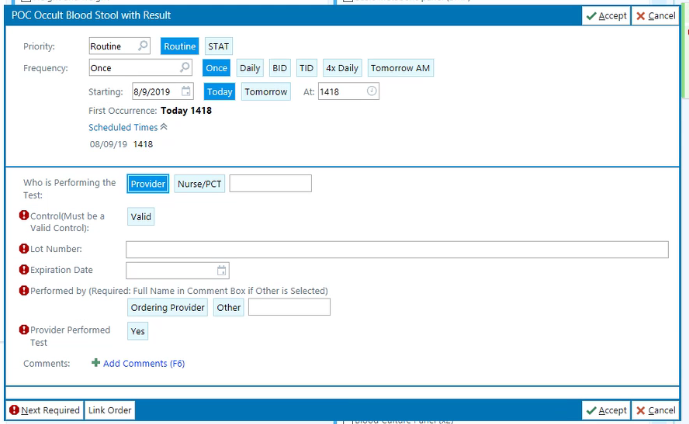 POC Occult Blood Stool with Result
Accept Cancel
Priority: Routine Routine STAT
Frequency: Once Once Daily BID TID 4x Daily Tomorrow AM
Starting: 8/9/2019 Today Tomorrow At: 1418
First Occurrence: Today 1418
Scheduled Times
08/09/19 1418
Who is Performing the Test: Provider Nurse/PCT
Control(Must be a Valid Control): Valid
Lot Number:
Expiration Date
Performed by (Required: Full Name in Comment Box if Other is Selected)
Ordering Provider Other
Provider Performed Test Yes
Comments: Add Comments (F6)
Next Required Link Order Accept Cancel